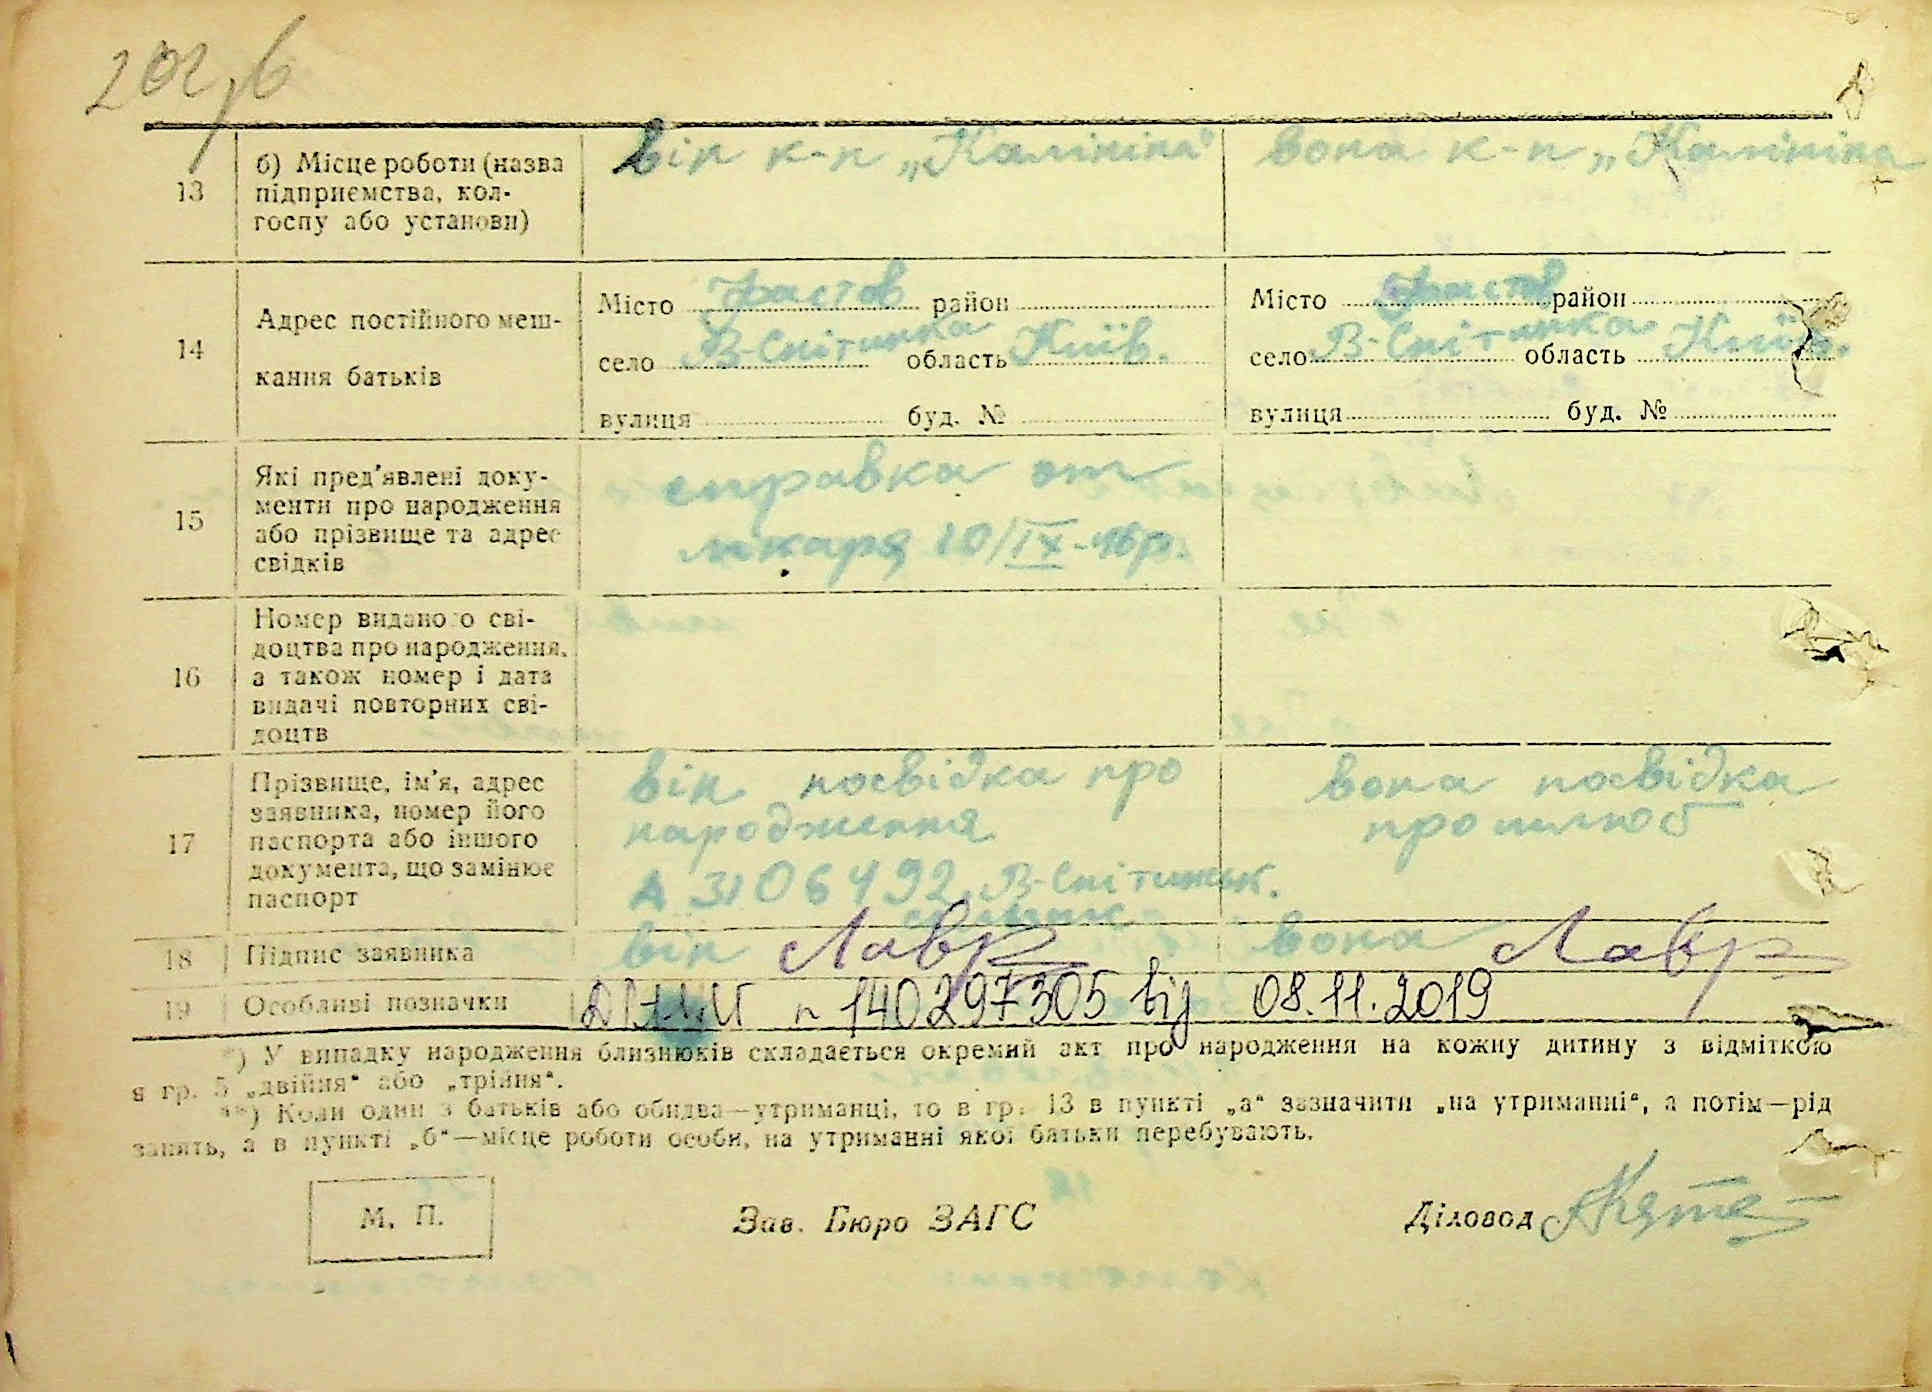 13 б) Місце роботи (назва підприємства, колгоспу або установи) він к-п „Калініна" вона к-п „Калініна
14 Адрес постійного мешкання батьків
Місто Фастов район Місто Фастов район
село В-Снітинка область Київ. село В-Снітинка область Київ.
вулиця буд. № вулиця буд. №
15 Які пред'явлені документи про народження або прізвище та адрес свідків справка от
лікаря 10/IX-46р.
16 Номер виданого свідоцтва про народження, а також номер і дата видачі повторних свідоцтв
17 Прізвище, ім'я, адрес заявника, номер його паспорта або іншого документа, що замінює паспорт
він посвідка про вона посвідка
народження про шлюб
А 3106492 В-Снітинськ.
18 Підпис заявника він Лавр вона Лавр
19 Особливі позначки 140297305 від 08.11.2019
*) У випадку народження близнюків складається окремий акт про народження на кожну дитину з відміткою
в гр. 5 „двійня" або „трійня".
**) Коли один з батьків або обидва—утриманці, то в гр. 13 в пункті „а" зазначити „на утриманні", а потім—рід
занять, а в пункті „б"—місце роботи особи, на утриманні якої батьки перебувають.
М. П. Зав. Бюро ЗАГС Діловод